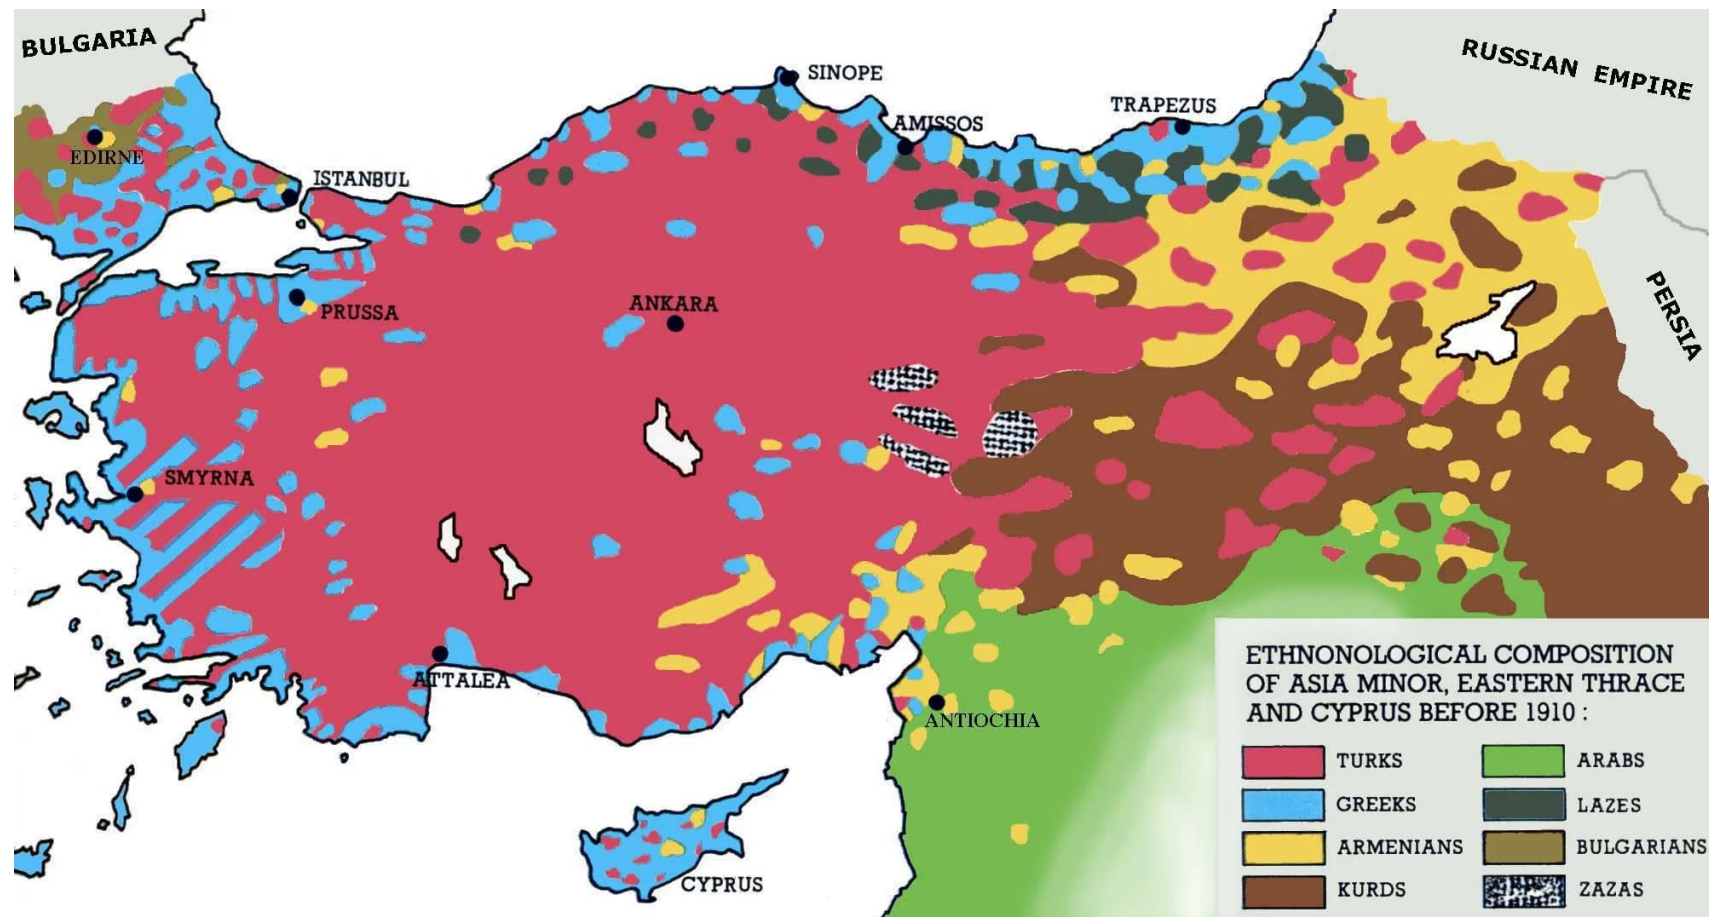 BULGARIA
RUSSIAN EMPIRE
SINOPE
TRAPEZUS
AMISSOS
EDIRNE
ISTANBUL
PERSIA
PRUSSA
ANKARA
SMYRNA
ATTALEA
ANTIOCHIA
CYPRUS
ETHNONOLOGICAL COMPOSITION
OF ASIA MINOR, EASTERN THRACE
AND CYPRUS BEFORE 1910 :
TURKS
ARABS
GREEKS
LAZES
ARMENIANS
BULGARIANS
KURDS
ZAZAS